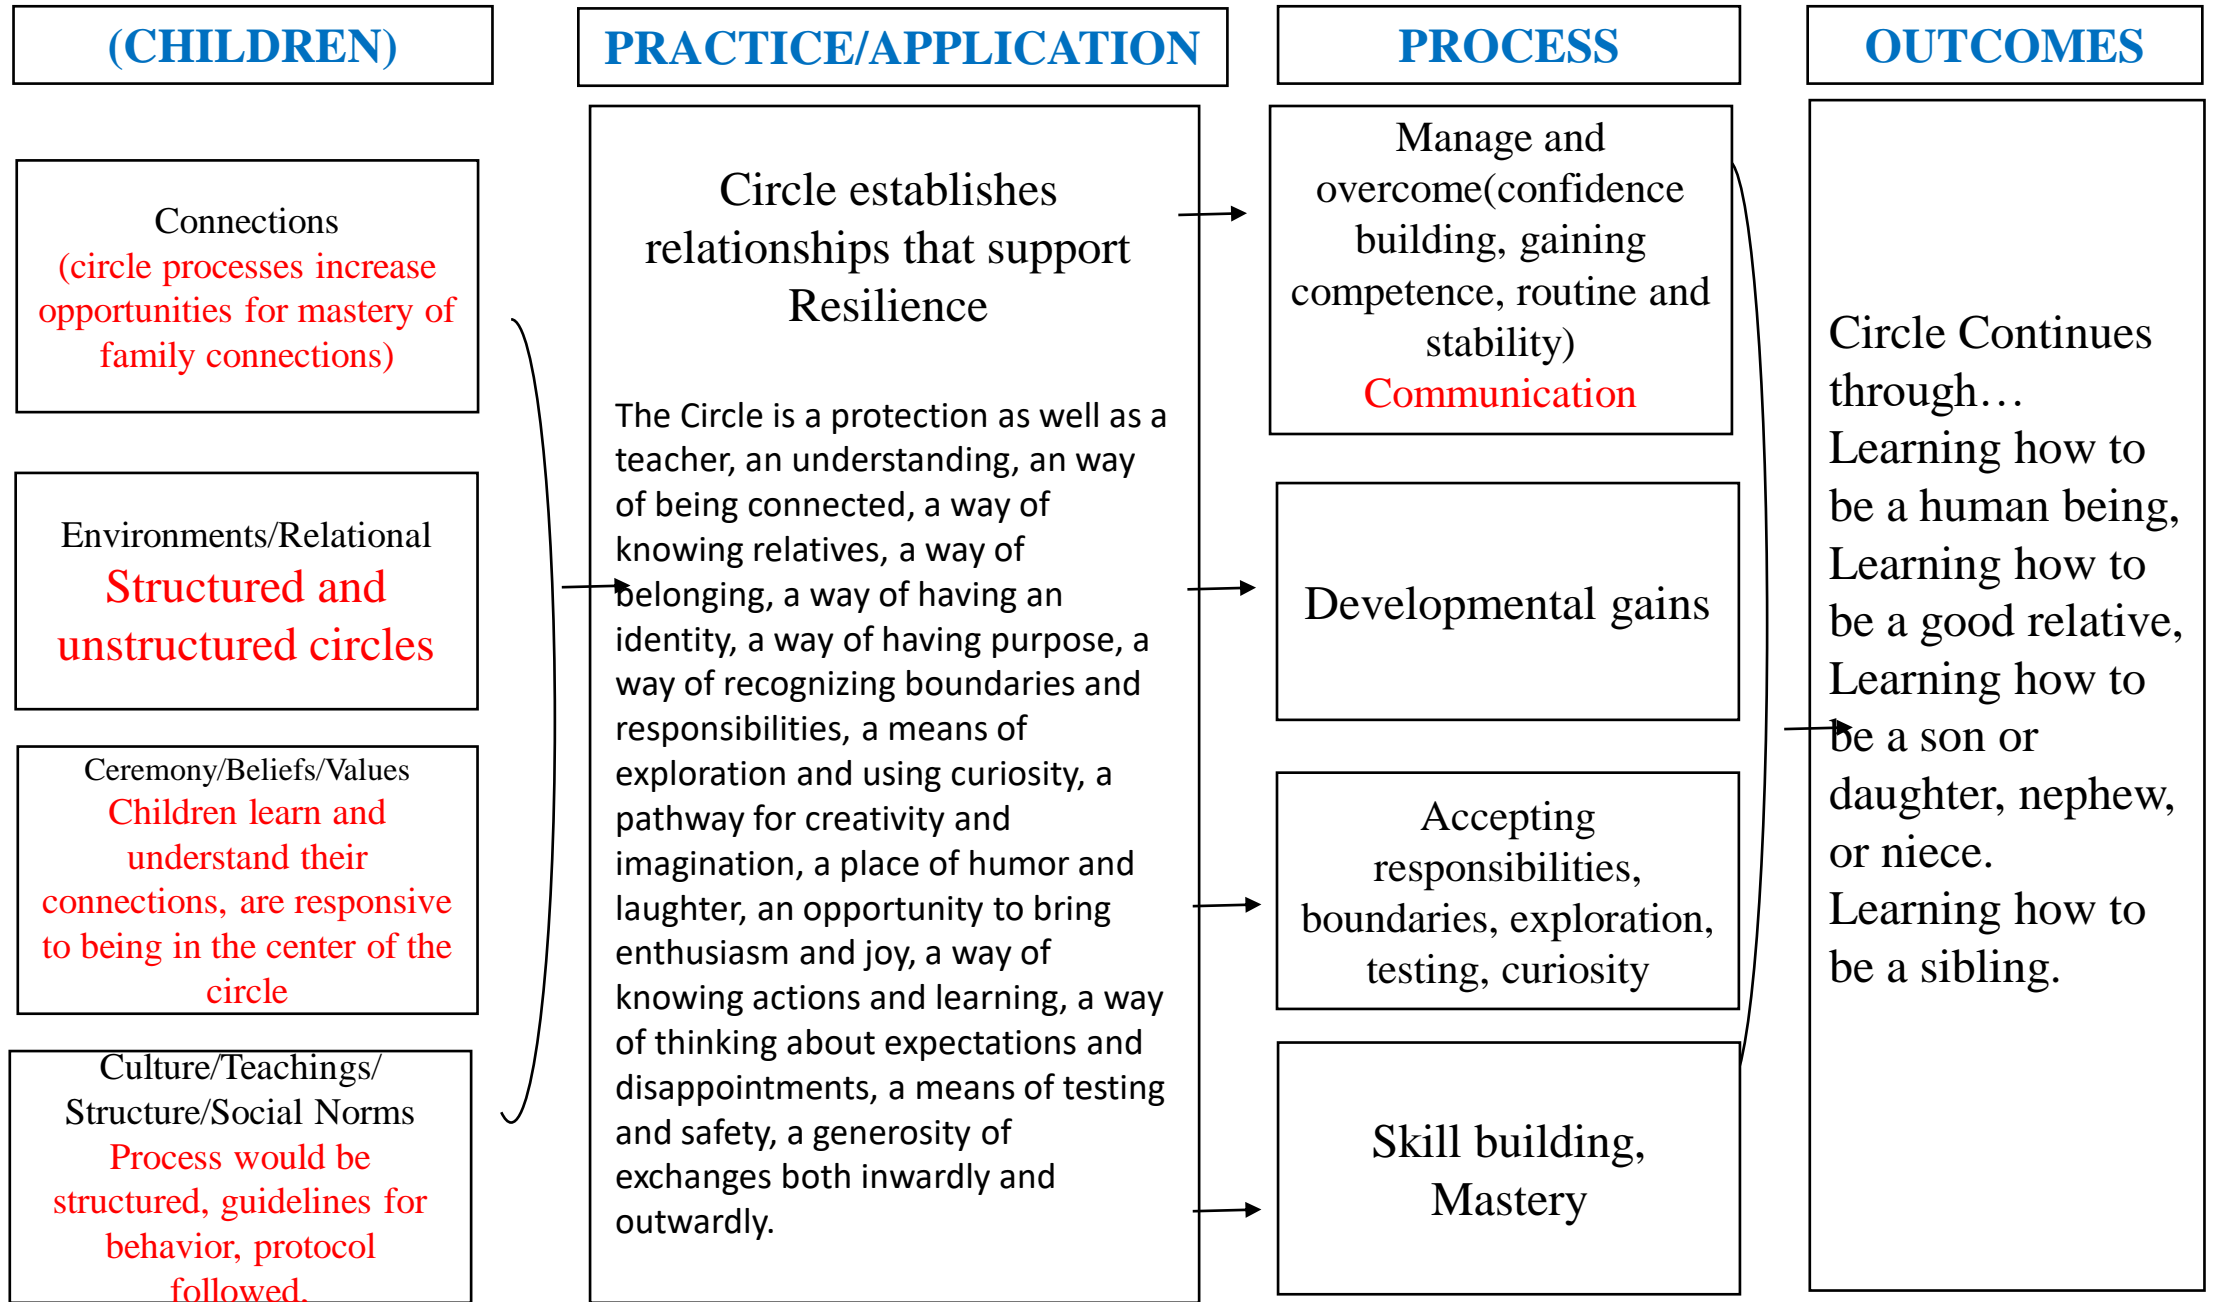 (CHILDREN)
PRACTICE/APPLICATION
PROCESS
OUTCOMES
Connections
(circle processes increase
opportunities for mastery of
family connections)
Environments/Relational
Structured and
unstructured circles
Ceremony/Beliefs/Values
Children learn and
understand their
connections, are responsive
to being in the center of the
circle
Culture/Teachings/
Structure/Social Norms
Process would be
structured, guidelines for
behavior, protocol
followed.
Circle establishes
relationships that support
Resilience
The Circle is a protection as well as a
teacher, an understanding, an way
of being connected, a way of
knowing relatives, a way of
belonging, a way of having an
identity, a way of having purpose, a
way of recognizing boundaries and
responsibilities, a means of
exploration and using curiosity, a
pathway for creativity and
imagination, a place of humor and
laughter, an opportunity to bring
enthusiasm and joy, a way of
knowing actions and learning, a way
of thinking about expectations and
disappointments, a means of testing
and safety, a generosity of
exchanges both inwardly and
outwardly.
Manage and
overcome(confidence
building, gaining
competence, routine and
stability)
Communication
Developmental gains
Accepting
responsibilities,
boundaries, exploration,
testing, curiosity
Skill building,
Mastery
Circle Continues
through…
Learning how to
be a human being,
Learning how to
be a good relative,
Learning how to
be a son or
daughter, nephew,
or niece.
Learning how to
be a sibling.